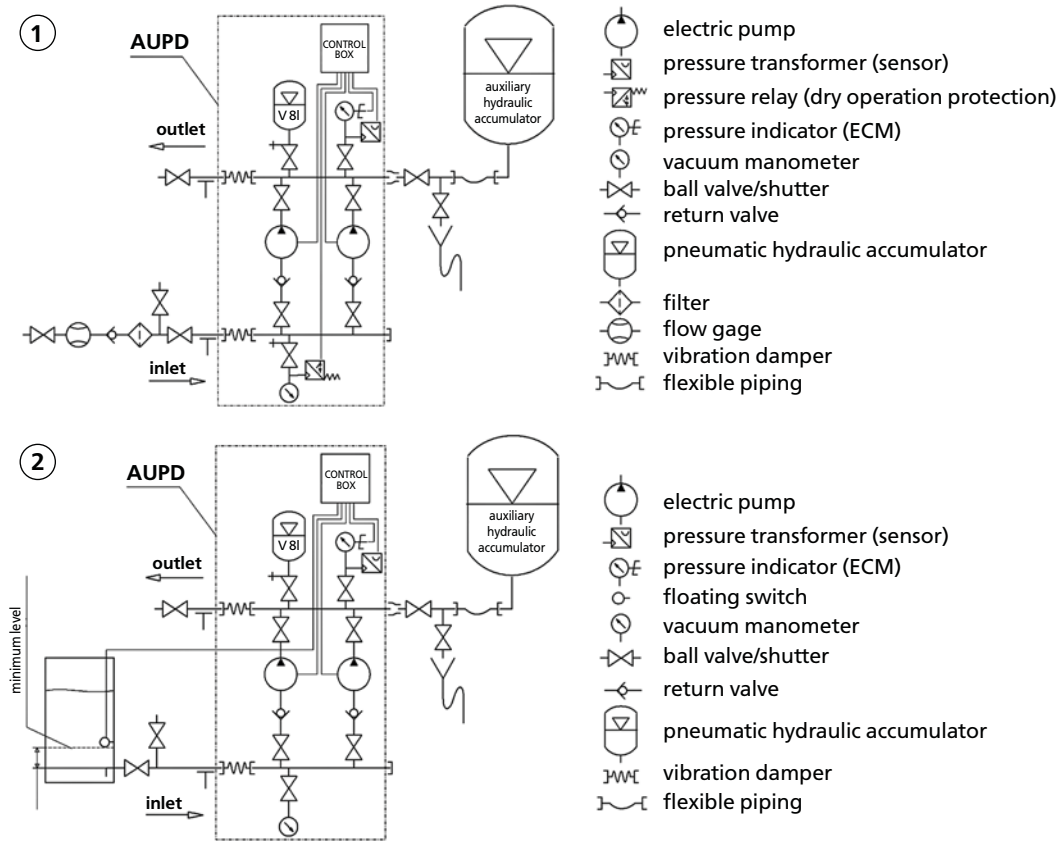 1
AUPD
CONTROL
BOX
V 8l
auxiliary
hydraulic
accumulator
outlet
inlet
electric pump
pressure transformer (sensor)
pressure relay (dry operation protection)
pressure indicator (ECM)
vacuum manometer
ball valve/shutter
return valve
pneumatic hydraulic accumulator
filter
flow gage
vibration damper
flexible piping
2
AUPD
CONTROL
BOX
V 8l
auxiliary
hydraulic
accumulator
outlet
minimum level
inlet
electric pump
pressure transformer (sensor)
pressure indicator (ECM)
floating switch
vacuum manometer
ball valve/shutter
return valve
pneumatic hydraulic accumulator
vibration damper
flexible piping